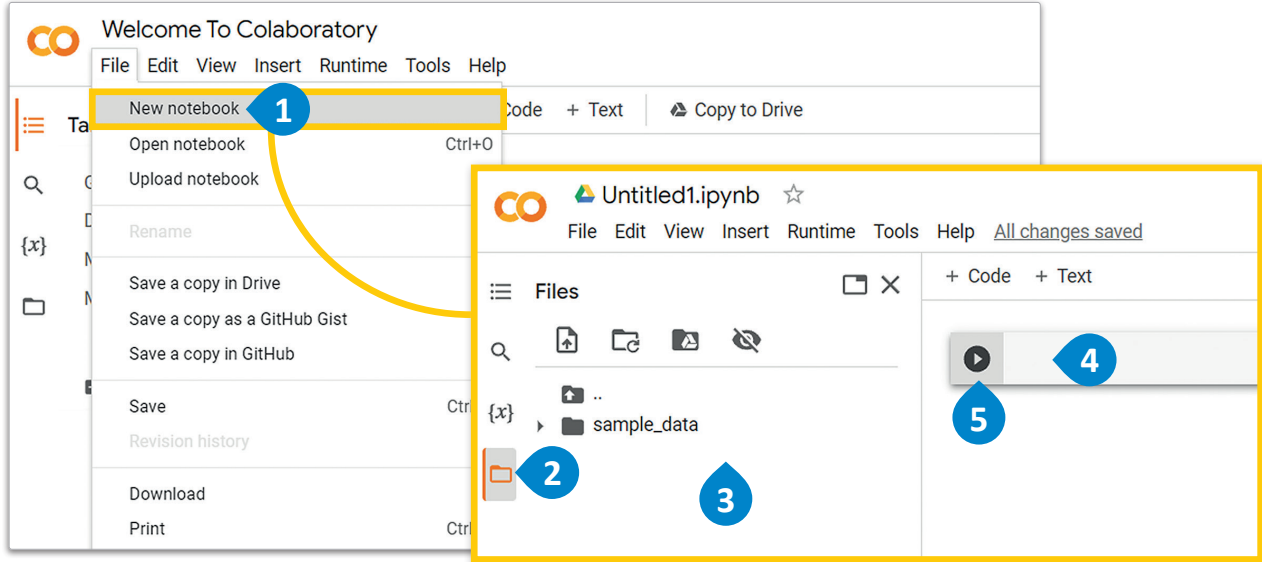 Welcome To Colaboratory
File Edit View Insert Runtime Tools Help
New notebook 1
+ Text Copy to Drive
Open notebook Ctrl+O
Upload notebook
Rename
{x}
Save a copy in Drive
Save a copy as a GitHub Gist
Save a copy in GitHub
Save
Revision history
Download
Print
Untitled1.ipynb
File Edit View Insert Runtime Tools Help All changes saved
Files
+ Code + Text
4
5
..
{x}
sample_data
2
3